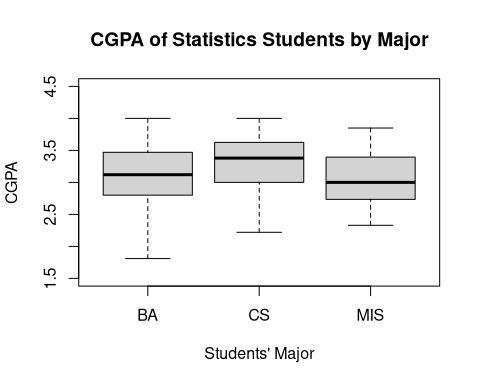 CGPA of Statistics Students by Major
4.5
3.5
2.5
1.5
CGPA
BA CS MIS
Students' Major